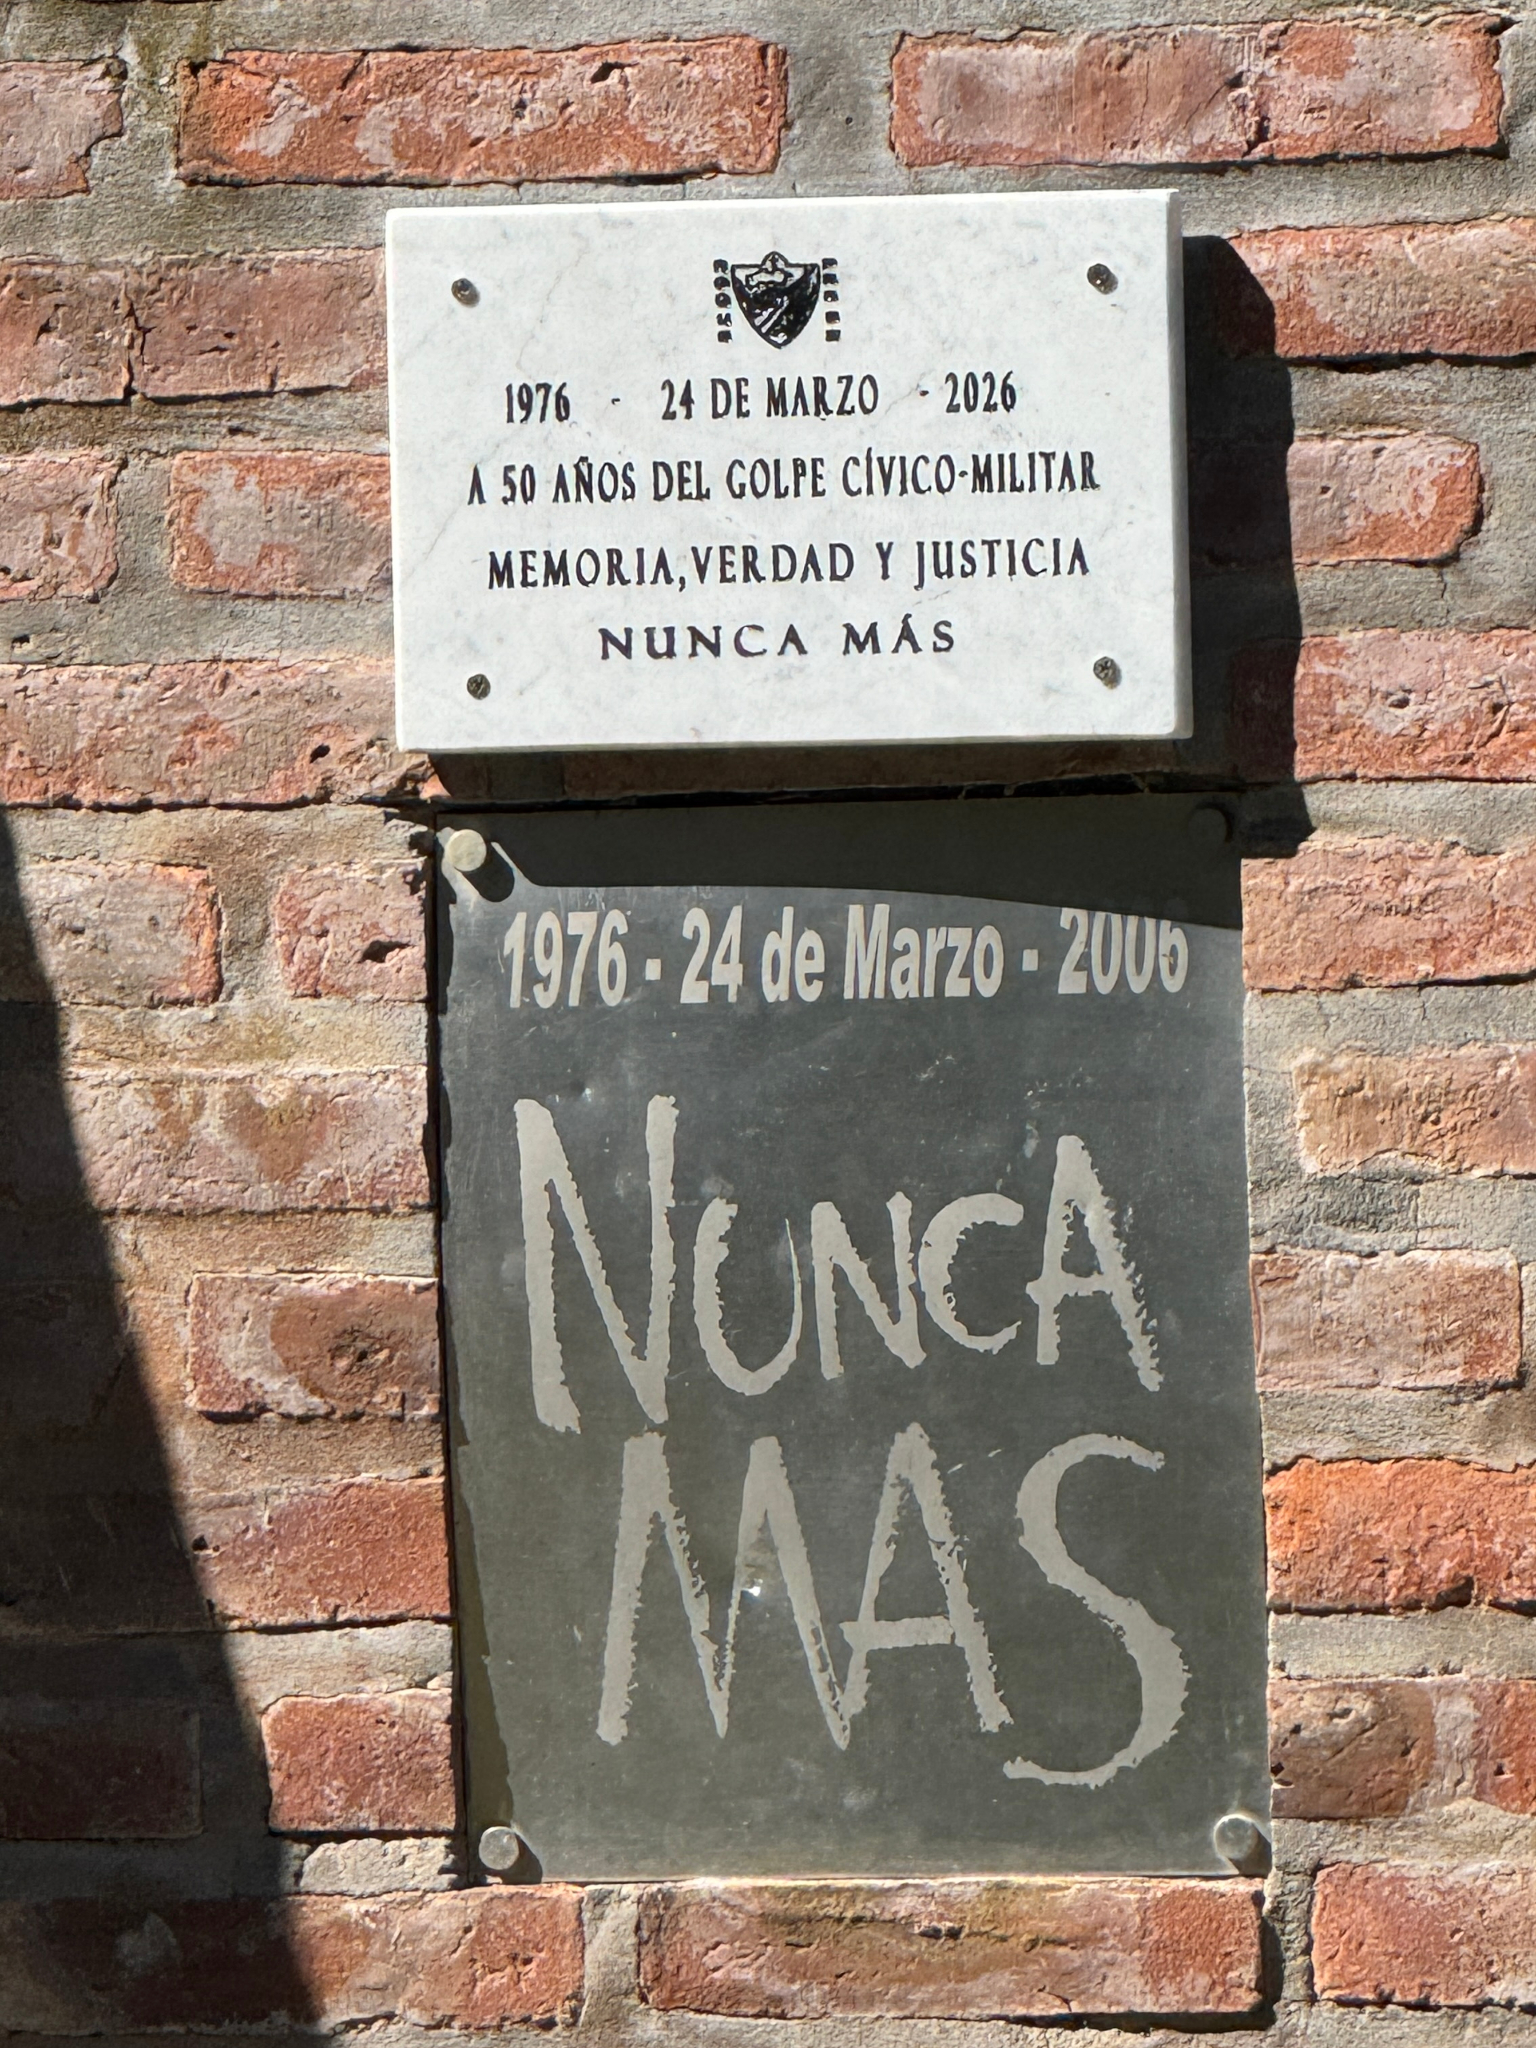 1976 - 24 DE MARZO - 2026
A 50 AÑOS DEL GOLPE CÍVICO-MILITAR
MEMORIA, VERDAD Y JUSTICIA
NUNCA MÁS
1976 - 24 de Marzo - 2006
NUNCA
MAS